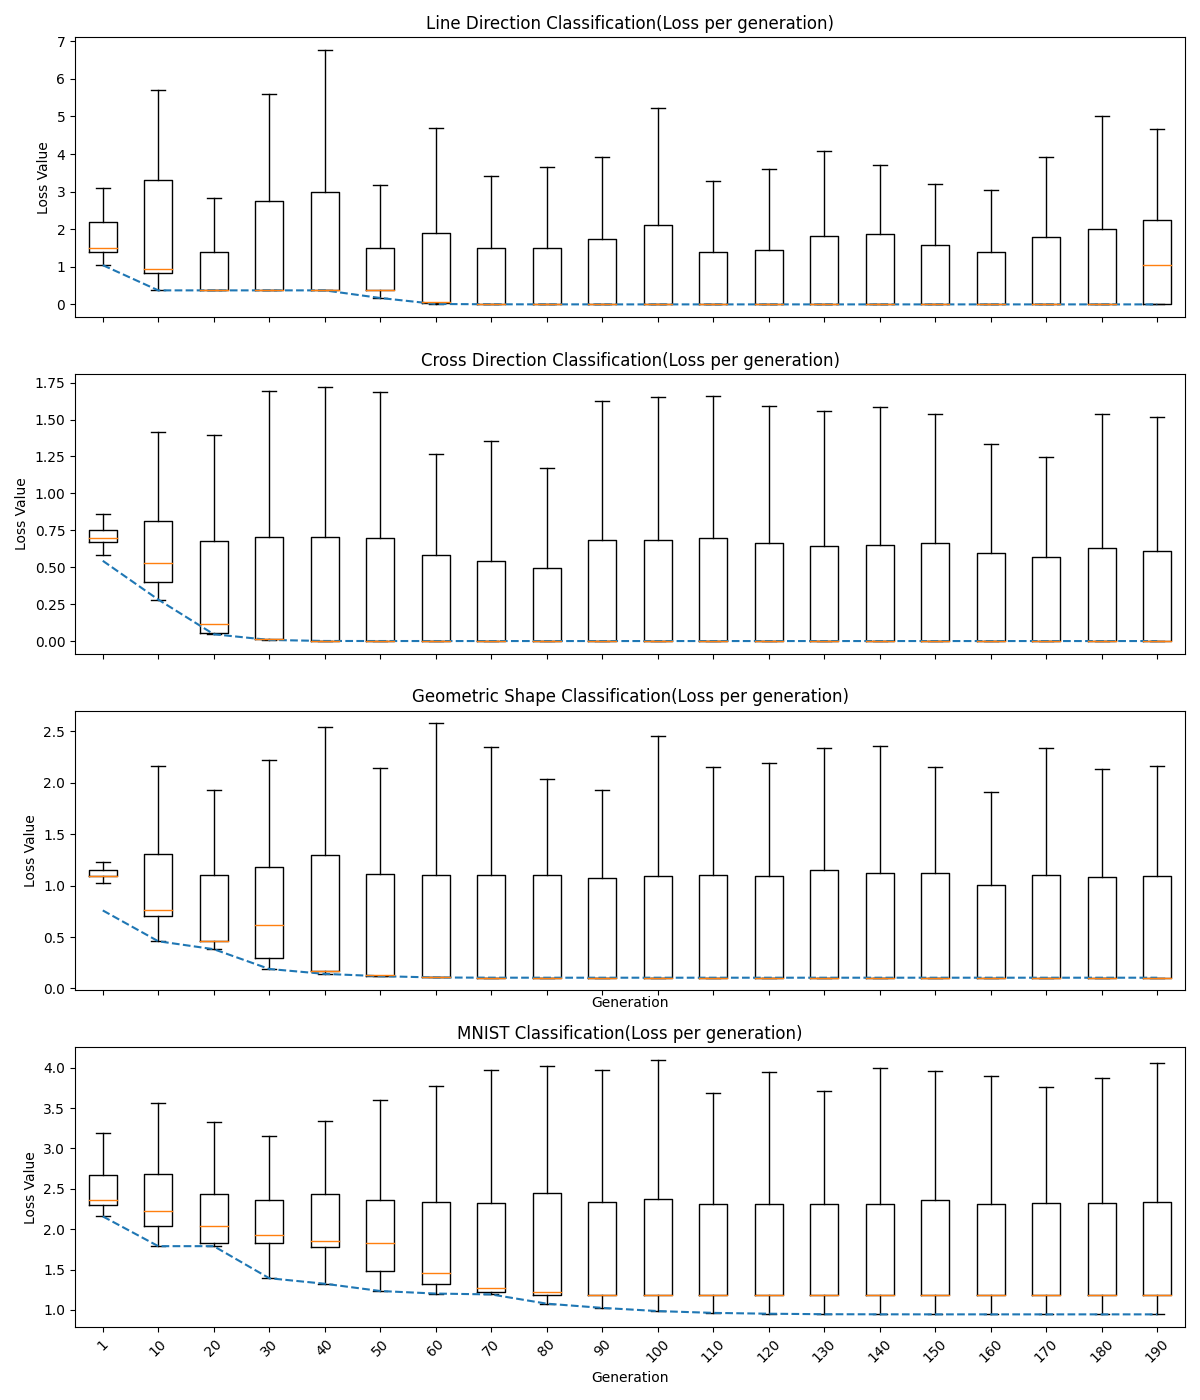 Line Direction Classification(Loss per generation)
7
6
5
4
3
2
1
0
Loss Value
Cross Direction Classification(Loss per generation)
1.75
1.50
1.25
1.00
0.75
0.50
0.25
0.00
Loss Value
Geometric Shape Classification(Loss per generation)
2.5
2.0
1.5
1.0
0.5
0.0
Loss Value
Generation
MNIST Classification(Loss per generation)
4.0
3.5
3.0
2.5
2.0
1.5
1.0
Loss Value
1 10 20 30 40 50 60 70 80 90 100 110 120 130 140 150 160 170 180 190
Generation